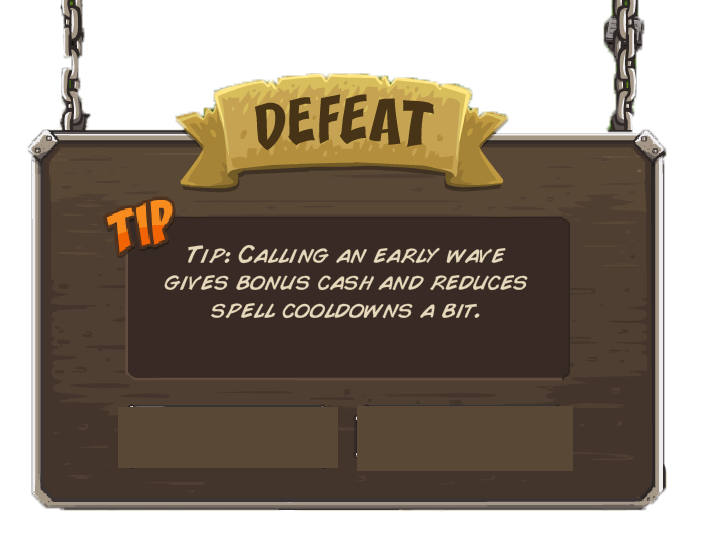 DEFEAT
TIP
TIP: CALLING AN EARLY WAVE
GIVES BONUS CASH AND REDUCES
SPELL COOLDOWNS A BIT.